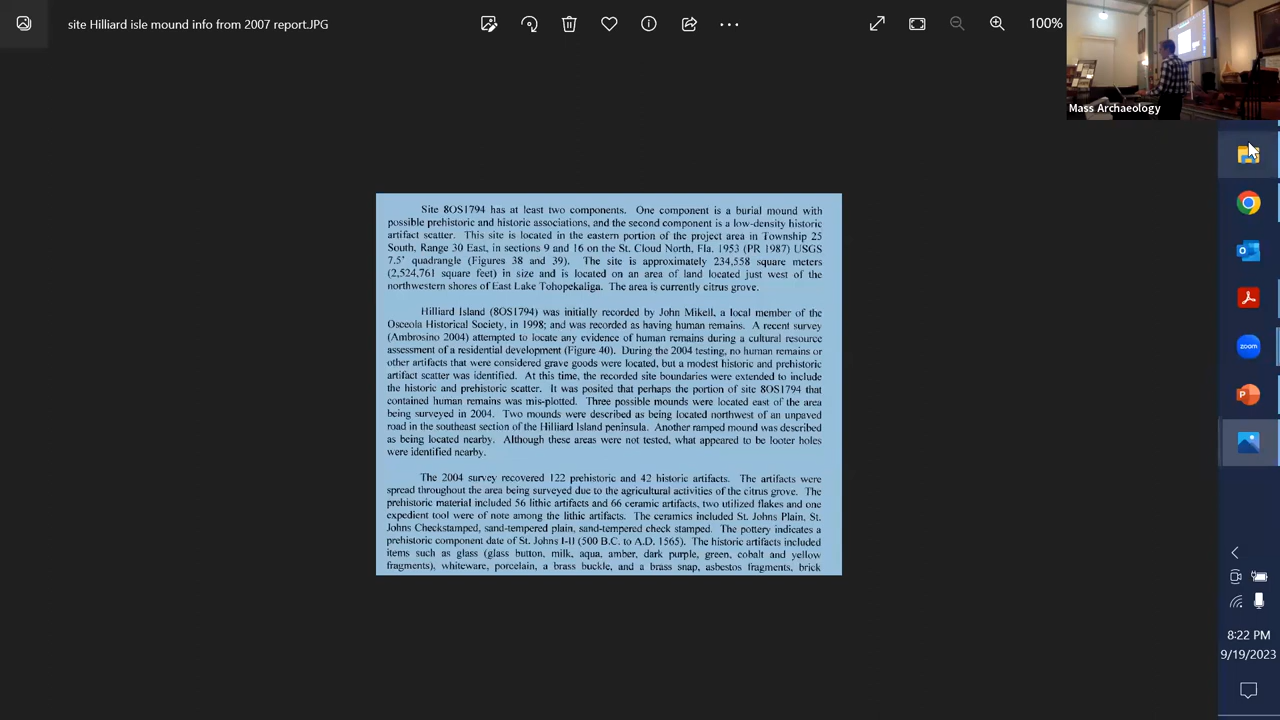 site Hilliard isle mound info from 2007 report.JPG
100%
Mass Archaeology
Site 8OS1794 has at least two components. One component is a burial mound with
possible prehistoric and historic associations, and the second component is a low-density historic
artifact scatter. This site is located in the eastern portion of the project area in Township 25
South, Range 30 East, in sections 9 and 16 on the St. Cloud North, Fla. 1953 (PR 1987) USGS
7.5' quadrangle (Figures 38 and 39). The site is approximately 234,558 square meters
(2,524,761 square feet) in size and is located on an area of land located just west of the
northwestern shores of East Lake Tohopekaliga. The area is currently citrus grove.
Hilliard Island (8OS1794) was initially recorded by John Mikell, a local member of the
Osceola Historical Society, in 1998; and was recorded as having human remains. A recent survey
(Ambrosino 2004) attempted to locate any evidence of human remains during a cultural resource
assessment of a residential development (Figure 40). During the 2004 testing, no human remains or
other artifacts that were considered grave goods were located, but a modest historic and prehistoric
artifact scatter was identified. At this time, the recorded site boundaries were extended to include
the historic and prehistoric scatter. It was posited that perhaps the portion of site 8OS1794 that
contained human remains was mis-plotted. Three possible mounds were located east of the area
being surveyed in 2004. Two mounds were described as being located northwest of an unpaved
road in the southeast section of the Hilliard Island peninsula. Another ramped mound was described
as being located nearby. Although these areas were not tested, what appeared to be looter holes
were identified nearby.
The 2004 survey recovered 122 prehistoric and 42 historic artifacts. The artifacts were
spread throughout the area being surveyed due to the agricultural activities of the citrus grove. The
prehistoric material included 56 lithic artifacts and 66 ceramic artifacts, two utilized flakes and one
expedient tool were of note among the lithic artifacts. The ceramics included St. Johns Plain, St.
Johns Checkstamped, sand-tempered plain, sand-tempered check stamped. The pottery indicates a
prehistoric component date of St. Johns I-II (500 B.C. to A.D. 1565). The historic artifacts included
items such as glass (glass button, milk, aqua, amber, dark purple, green, cobalt and yellow
fragments), whiteware, porcelain, a brass buckle, and a brass snap, asbestos fragments, brick
zoom
8:22 PM
9/19/2023